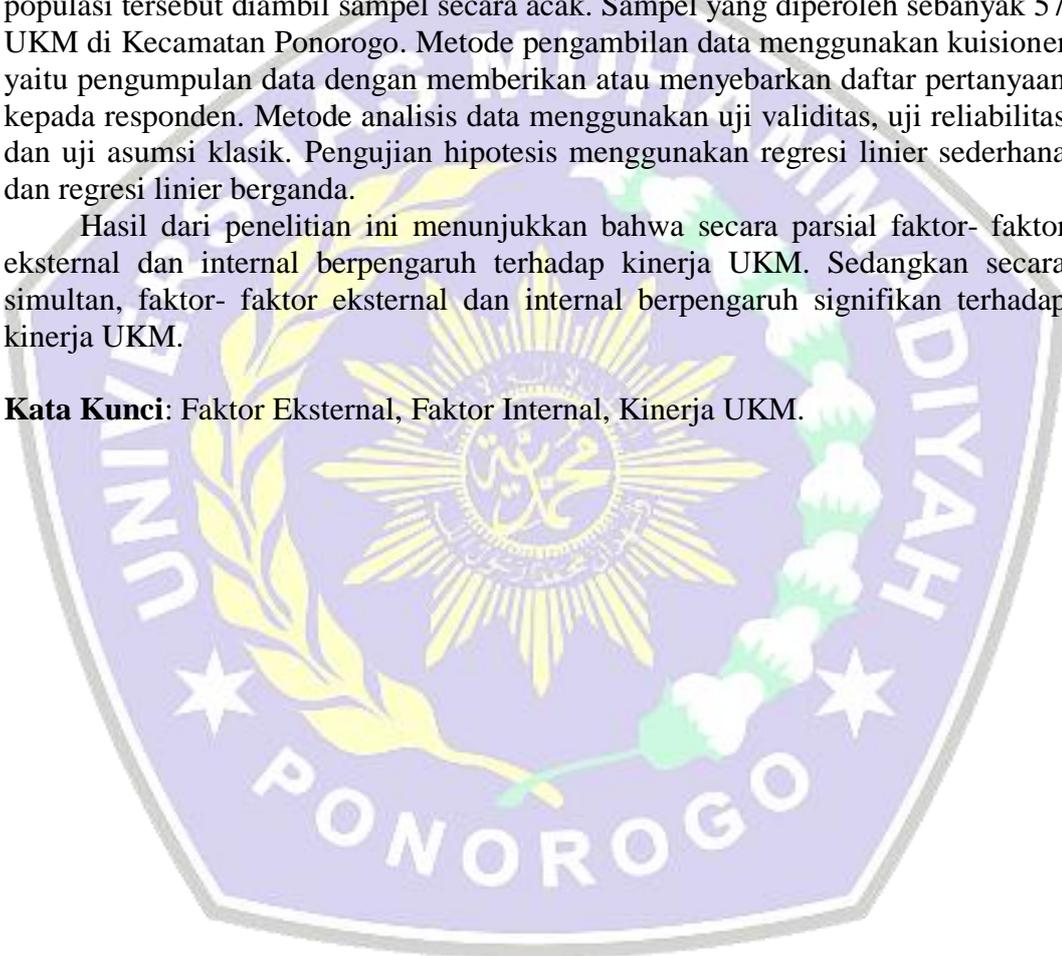 populasi tersebut diambil sampel secara acak. Sampel yang diperoleh sebanyak 57
UKM di Kecamatan Ponorogo. Metode pengambilan data menggunakan kuisioner
yaitu pengumpulan data dengan memberikan atau menyebarkan daftar pertanyaan
kepada responden. Metode analisis data menggunakan uji validitas, uji reliabilitas
dan uji asumsi klasik. Pengujian hipotesis menggunakan regresi linier sederhana
dan regresi linier berganda.
Hasil dari penelitian ini menunjukkan bahwa secara parsial faktor- faktor
eksternal dan internal berpengaruh terhadap kinerja UKM. Sedangkan secara
simultan, faktor- faktor eksternal dan internal berpengaruh signifikan terhadap
kinerja UKM.
Kata Kunci: Faktor Eksternal, Faktor Internal, Kinerja UKM.
UNIVERSITAS MUHAMMADIYAH
محمدية
PONOROGO